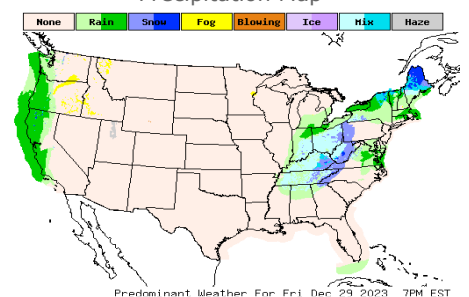 Precipitation Map
None Rain Snow Fog Blowing Ice Mix Haze
Predominant Weather For Fri Dec 29 2023 7PM EST